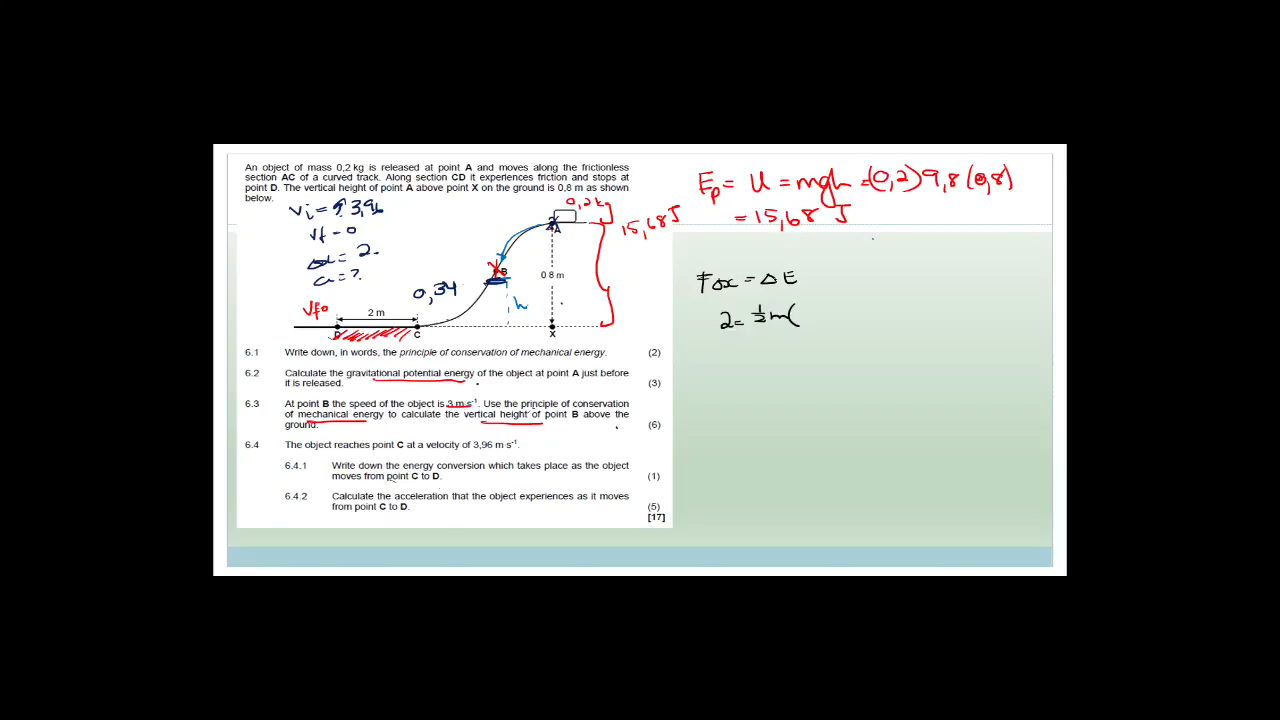 An object of mass 0,2 kg is released at point A and moves along the frictionless
section AC of a curved track. Along section CD it experiences friction and stops at
point D. The vertical height of point A above point X on the ground is 0,8 m as shown
below.
Vi = ? 3,96
Vf = 0
Δx = 2.
a = ?
Vf0
0,34
0,2k
15,68J
A
B
0 8 m
h
2 m
D
C
X
6.1 Write down, in words, the principle of conservation of mechanical energy. (2)
6.2 Calculate the gravitational potential energy of the object at point A just before
it is released. (3)
6.3 At point B the speed of the object is 3 m·s⁻¹. Use the principle of conservation
of mechanical energy to calculate the vertical height of point B above the
ground. (6)
6.4 The object reaches point C at a velocity of 3,96 m·s⁻¹.
6.4.1 Write down the energy conversion which takes place as the object
moves from point C to D. (1)
6.4.2 Calculate the acceleration that the object experiences as it moves
from point C to D. (5)
[17]
Ep = U = mgh = (0,2)9,8(0,8)
= 15,68 J
FΔx = ΔE
2 = ½m(